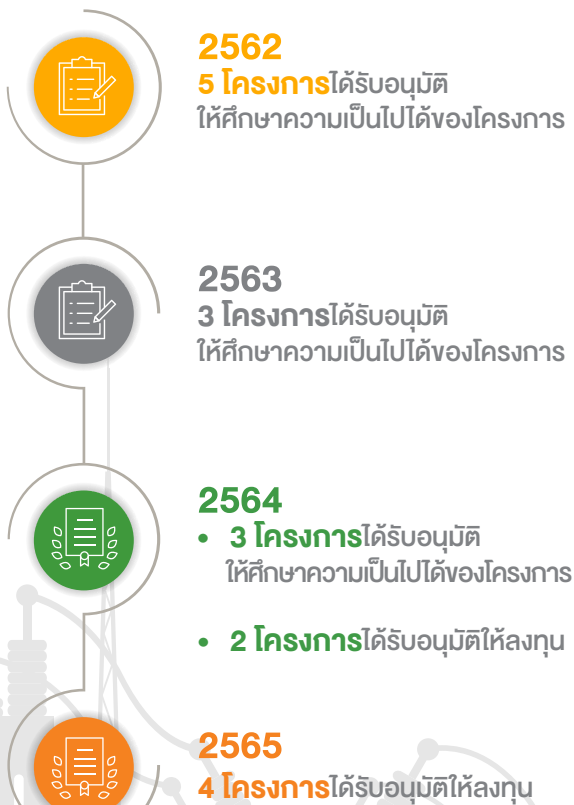 2562
5 โครงการได้รับอนุมัติ
ให้ศึกษาความเป็นไปได้ของโครงการ
2563
3 โครงการได้รับอนุมัติ
ให้ศึกษาความเป็นไปได้ของโครงการ
2564
• 3 โครงการได้รับอนุมัติ
ให้ศึกษาความเป็นไปได้ของโครงการ
• 2 โครงการได้รับอนุมัติให้ลงทุน
2565
4 โครงการได้รับอนุมัติให้ลงทุน